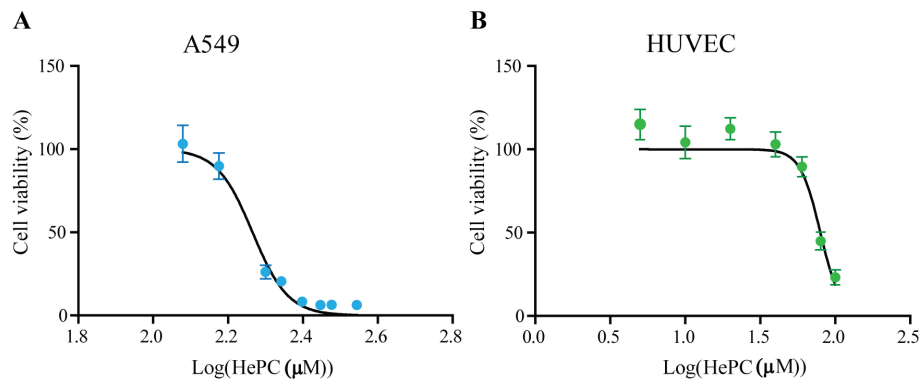 A
A549
Cell viability (%)
150
100
50
0
1.8 2.0 2.2 2.4 2.6 2.8
Log(HePC (μM))
B
HUVEC
Cell viability (%)
150
100
50
0
0.0 0.5 1.0 1.5 2.0 2.5
Log(HePC (μM))